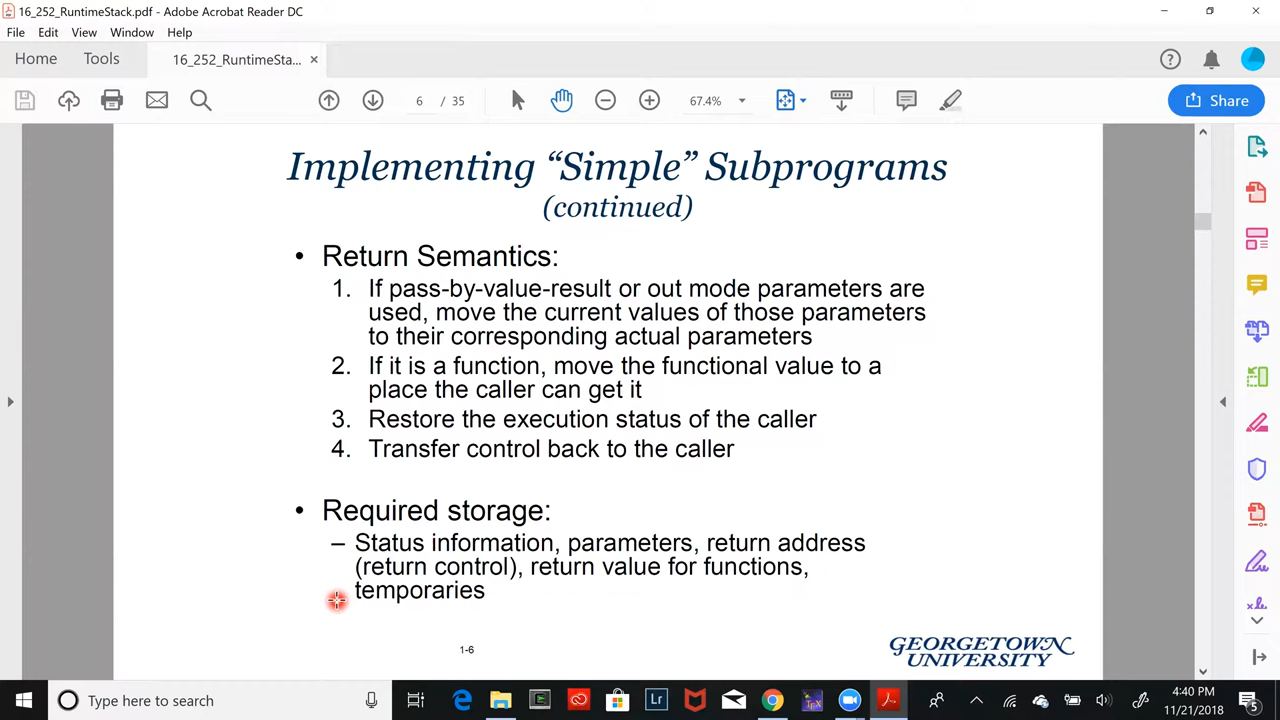 16_252_RuntimeStack.pdf - Adobe Acrobat Reader DC
File Edit View Window Help
Home Tools 16_252_RuntimeSta... ×
6 / 35 67.4% Share
Implementing “Simple” Subprograms
(continued)
• Return Semantics:
1. If pass-by-value-result or out mode parameters are
used, move the current values of those parameters
to their corresponding actual parameters
2. If it is a function, move the functional value to a
place the caller can get it
3. Restore the execution status of the caller
4. Transfer control back to the caller
• Required storage:
– Status information, parameters, return address
(return control), return value for functions,
temporaries
1-6
GEORGETOWN
UNIVERSITY
Type here to search
Lr
TEX
4:40 PM
11/21/2018
5